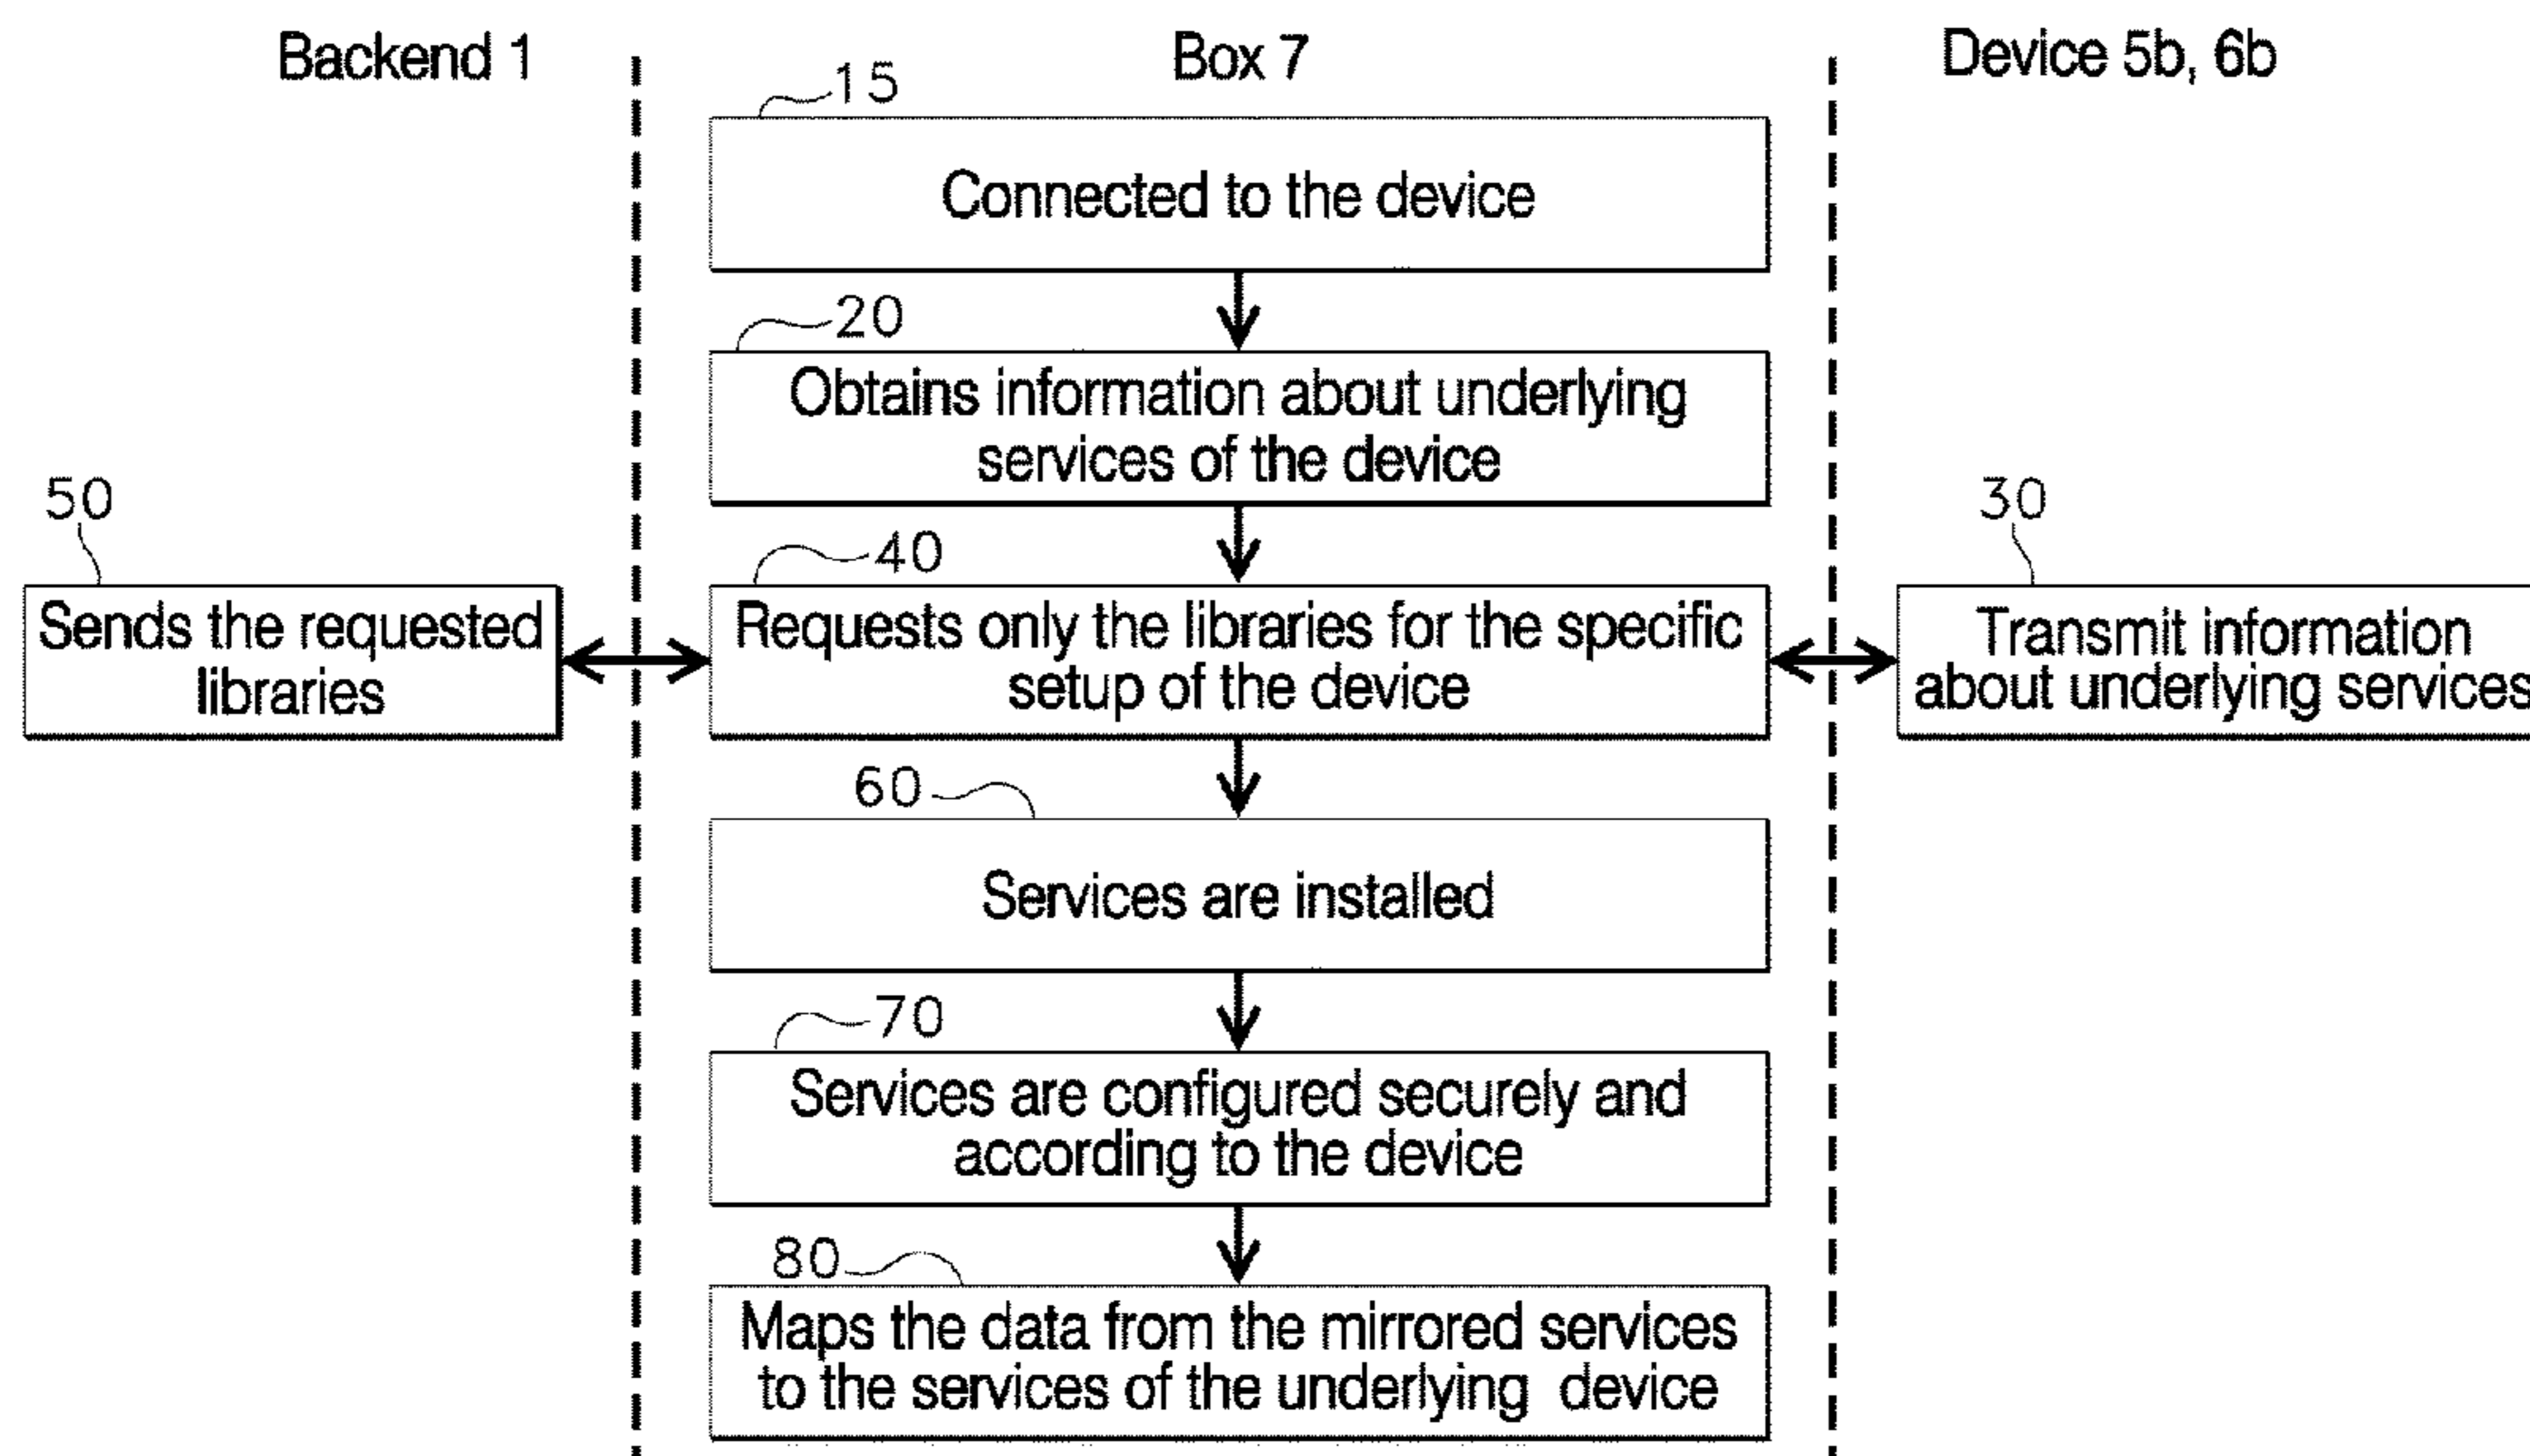 Backend 1
Box 7
Device 5b, 6b
15
Connected to the device
20
Obtains information about underlying
services of the device
50
40
30
Sends the requested
libraries
Requests only the libraries for the specific
setup of the device
Transmit information
about underlying services
60
Services are installed
70
Services are configured securely and
according to the device
80
Maps the data from the mirrored services
to the services of the underlying device